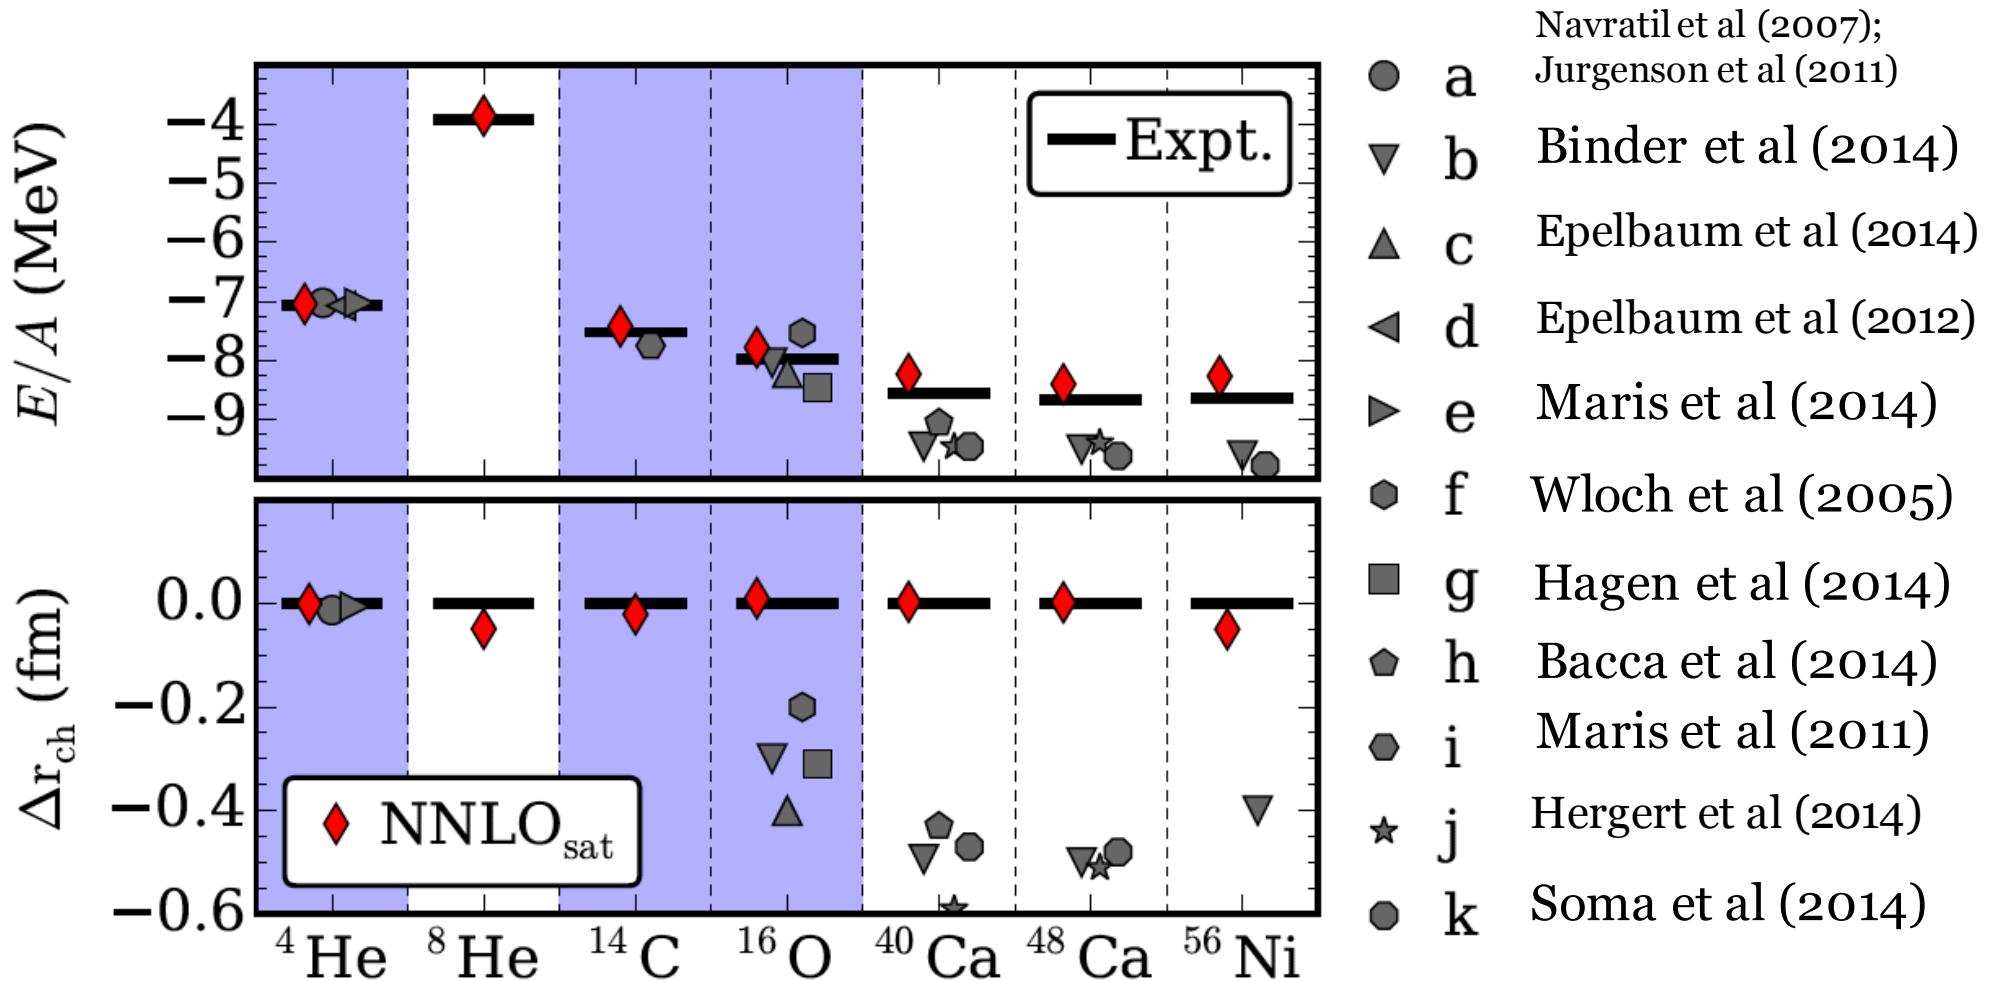 E/A (MeV)
−4
−5
−6
−7
−8
−9
Expt.
Δr_ch (fm)
0.0
−0.2
−0.4
−0.6
NNLO_sat
⁴He ⁸He ¹⁴C ¹⁶O ⁴⁰Ca ⁴⁸Ca ⁵⁶Ni
Navratil et al (2007);
a Jurgenson et al (2011)
b Binder et al (2014)
c Epelbaum et al (2014)
d Epelbaum et al (2012)
e Maris et al (2014)
f Wloch et al (2005)
g Hagen et al (2014)
h Bacca et al (2014)
i Maris et al (2011)
j Hergert et al (2014)
k Soma et al (2014)